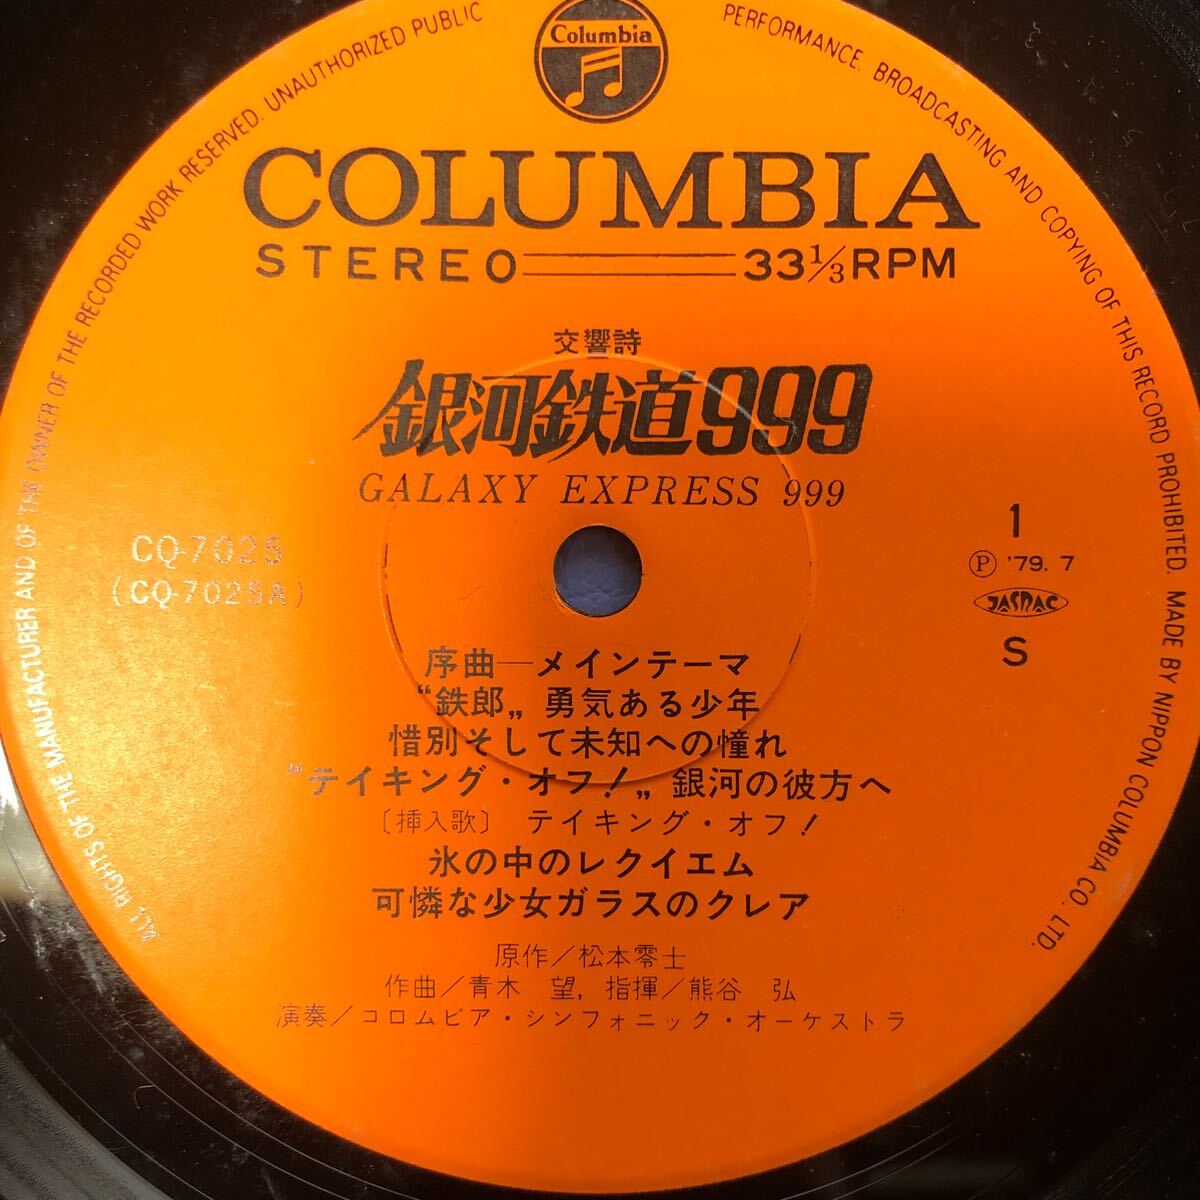 Columbia
COLUMBIA
STEREO 33⅓RPM
交響詩
銀河鉄道999
GALAXY EXPRESS 999
CQ-7025
(CQ-7025A)
1
Ⓟ '79. 7
JASRAC
S
序曲—メインテーマ
“鉄郎„ 勇気ある少年
惜別そして未知への憧れ
“テイキング・オフ！„ 銀河の彼方へ
〔挿入歌〕 テイキング・オフ！
氷の中のレクイエム
可憐な少女ガラスのクレア
原作／松本零士
作曲／青木 望, 指揮／熊谷 弘
演奏／コロムビア・シンフォニック・オーケストラ
ALL RIGHTS OF THE MANUFACTURER AND OF THE OWNER OF THE RECORDED WORK RESERVED. UNAUTHORIZED PUBLIC PERFORMANCE. BROADCASTING AND COPYING OF THIS RECORD PROHIBITED. MADE BY NIPPON COLUMBIA CO., LTD.